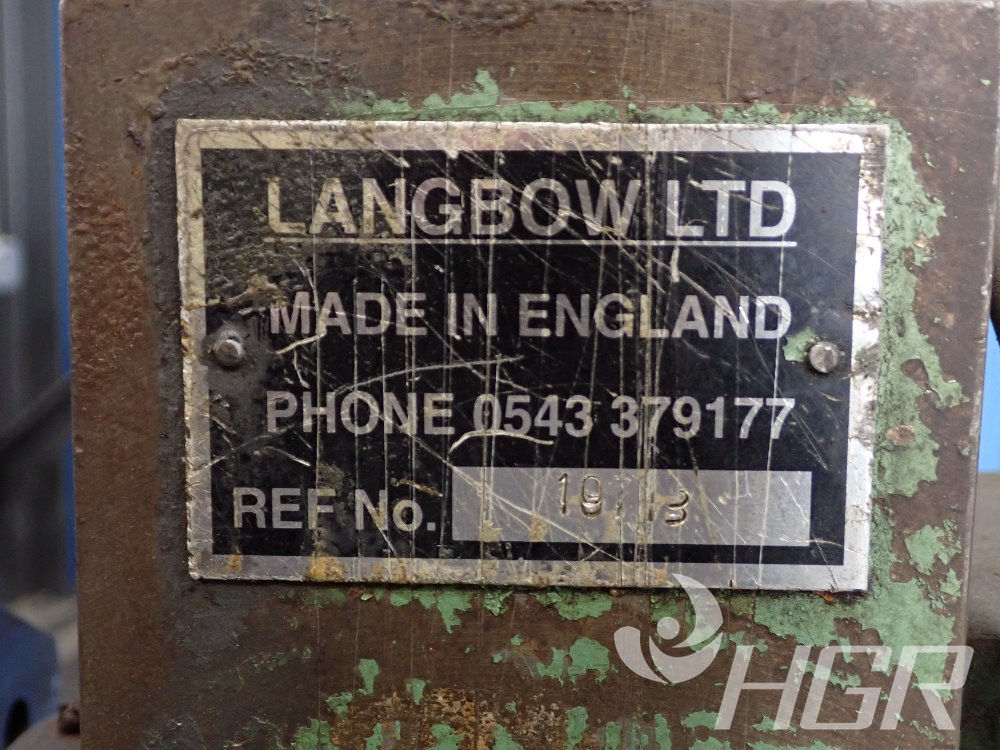 LANGBOW LTD
MADE IN ENGLAND
PHONE 0543 379177
REF No.
HGR